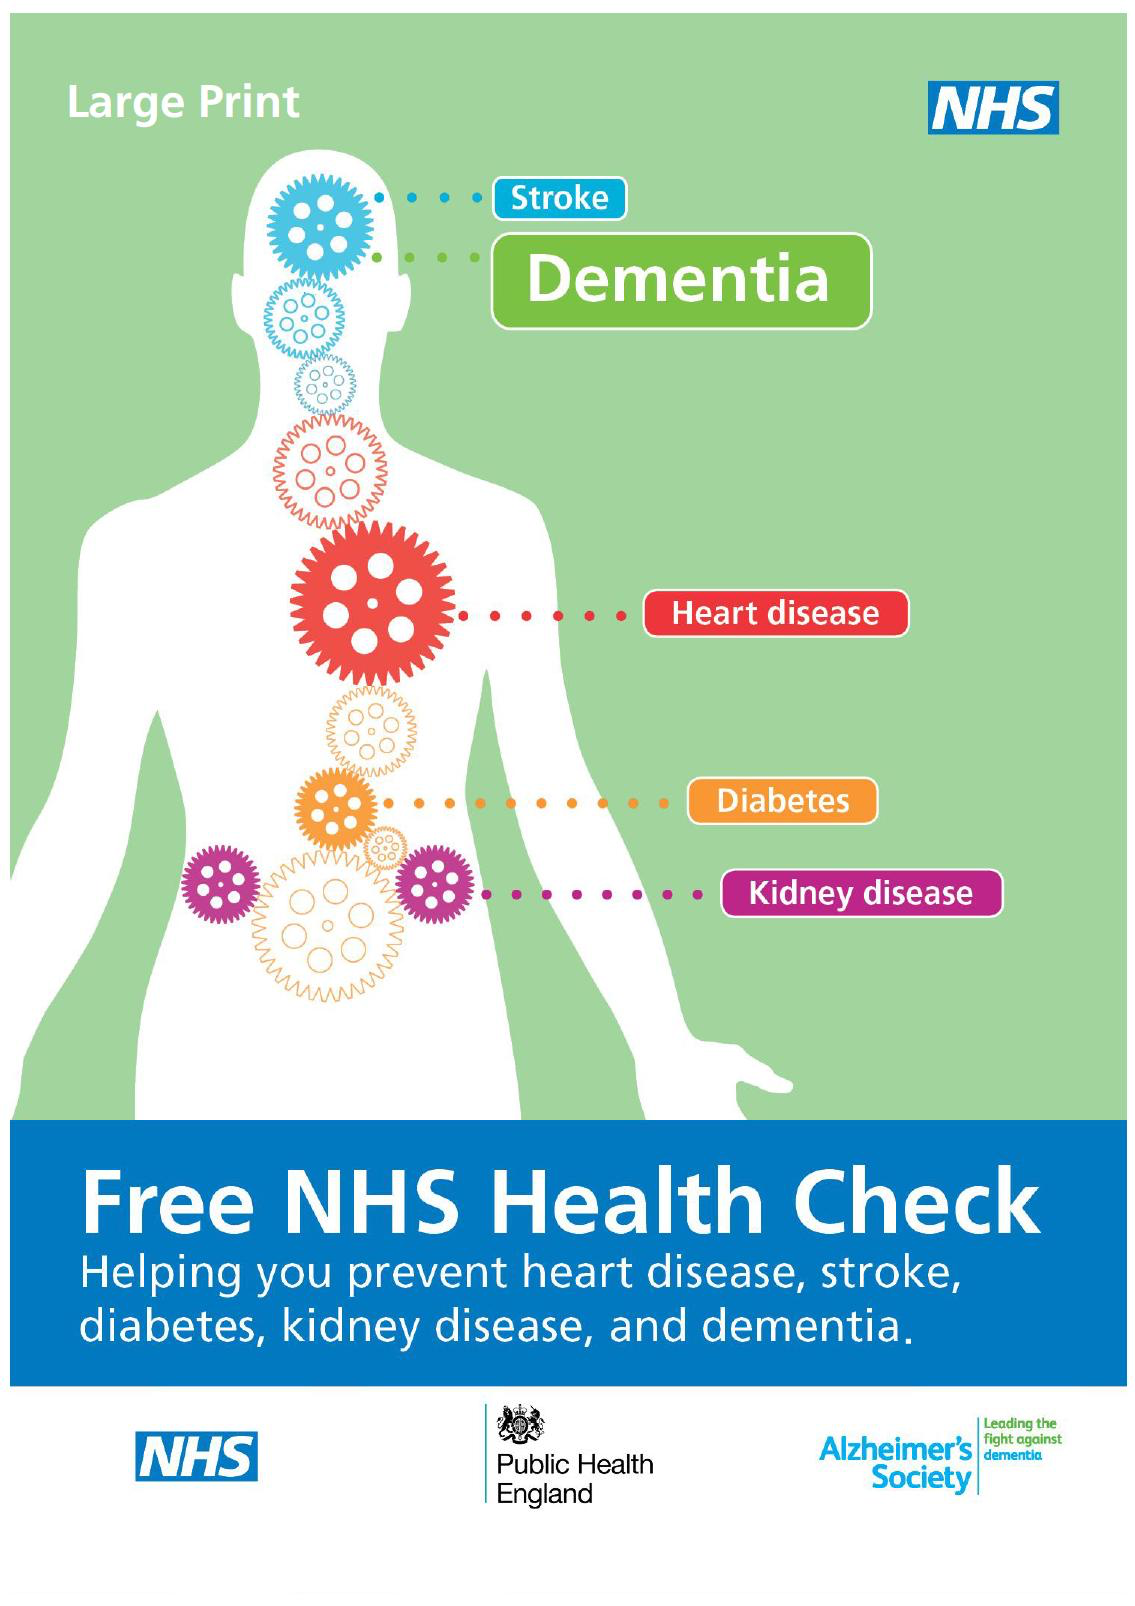 Large Print
NHS
Stroke
Dementia
Heart disease
Diabetes
Kidney disease
Free NHS Health Check
Helping you prevent heart disease, stroke,
diabetes, kidney disease, and dementia.
NHS
Public Health
England
Alzheimer's
Society
Leading the
fight against
dementia